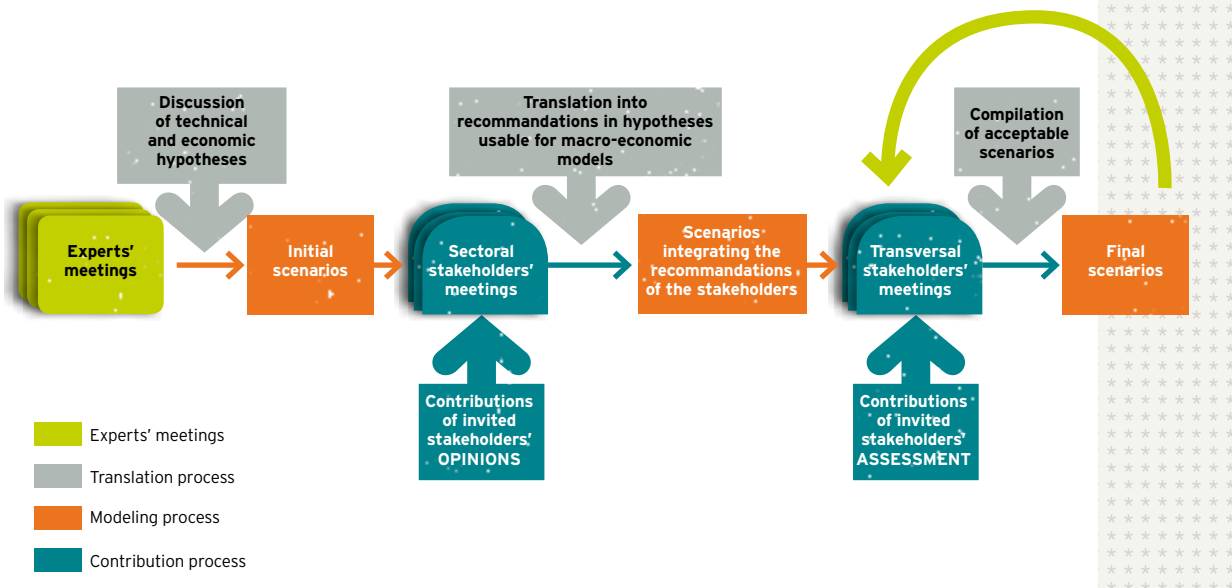 Discussion
of technical
and economic
hypotheses
Translation into
recommandations in hypotheses
usable for macro-economic
models
Compilation
of acceptable
scenarios
Experts'
meetings
Initial
scenarios
Sectoral
stakeholders'
meetings
Scenarios
integrating the
recommandations
of the stakeholders
Transversal
stakeholders'
meetings
Final
scenarios
Contributions
of invited
stakeholders'
OPINIONS
Contributions
of invited
stakeholders'
ASSESSMENT
Experts' meetings
Translation process
Modeling process
Contribution process